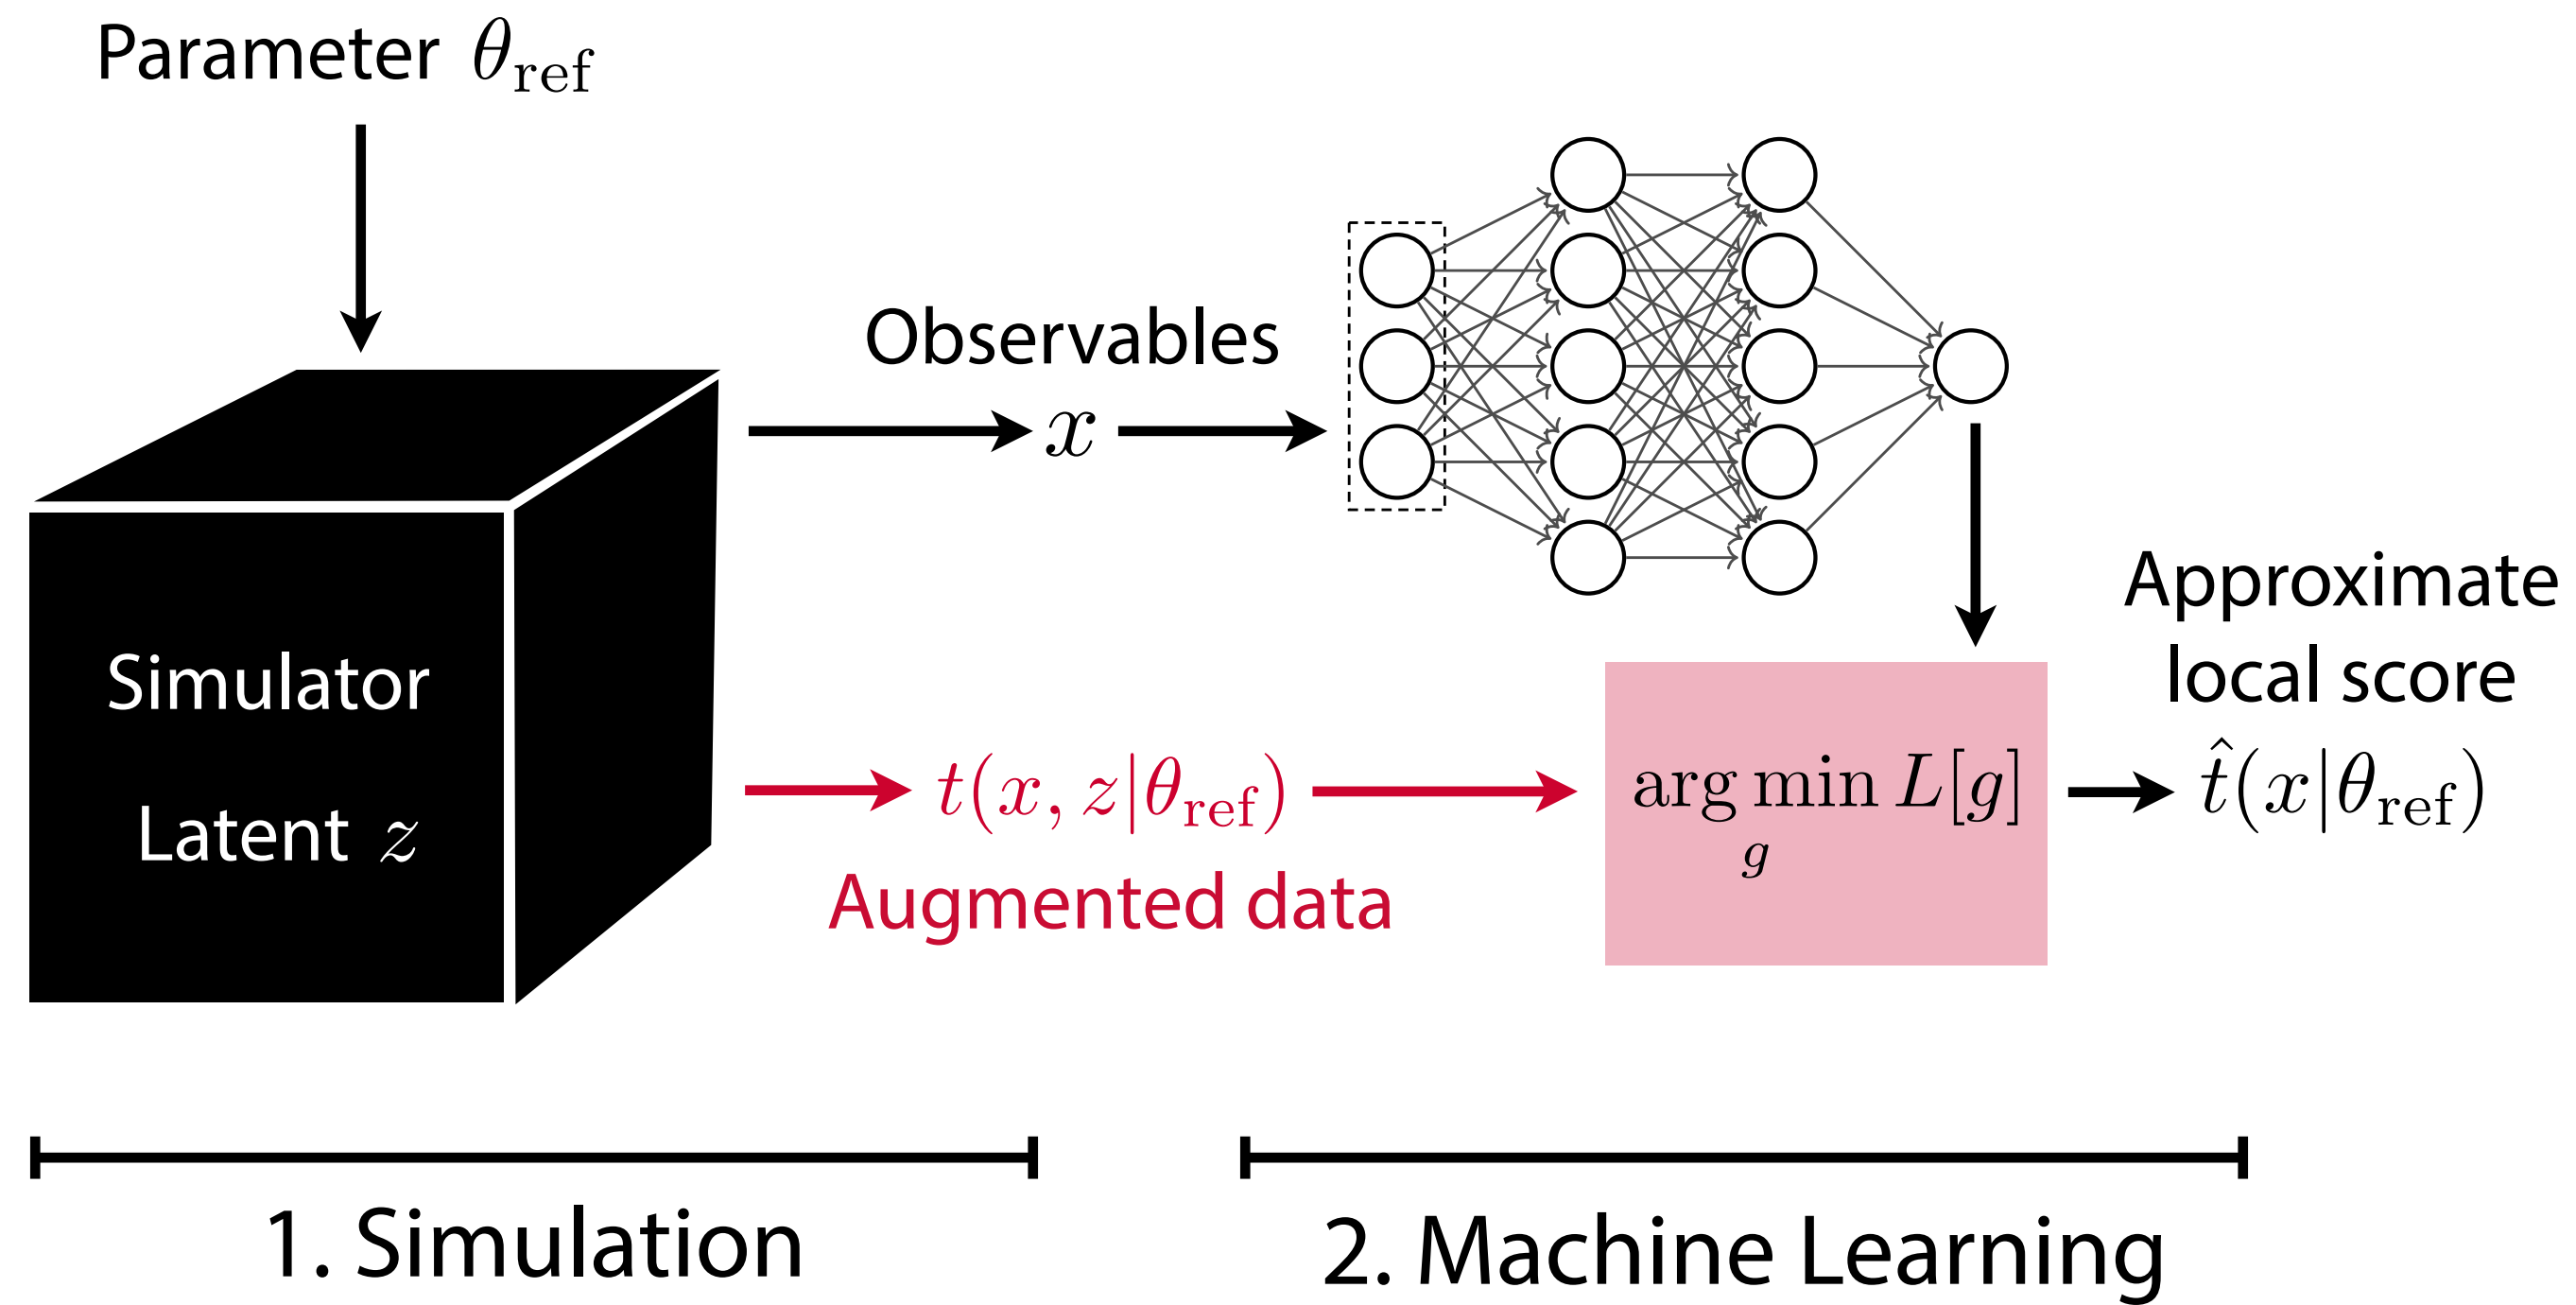 Parameter θ_ref
Observables
x
Simulator
Latent z
t(x, z|θ_ref)
Augmented data
arg min L[g]
g
Approximate
local score
t̂(x|θ_ref)
1. Simulation
2. Machine Learning